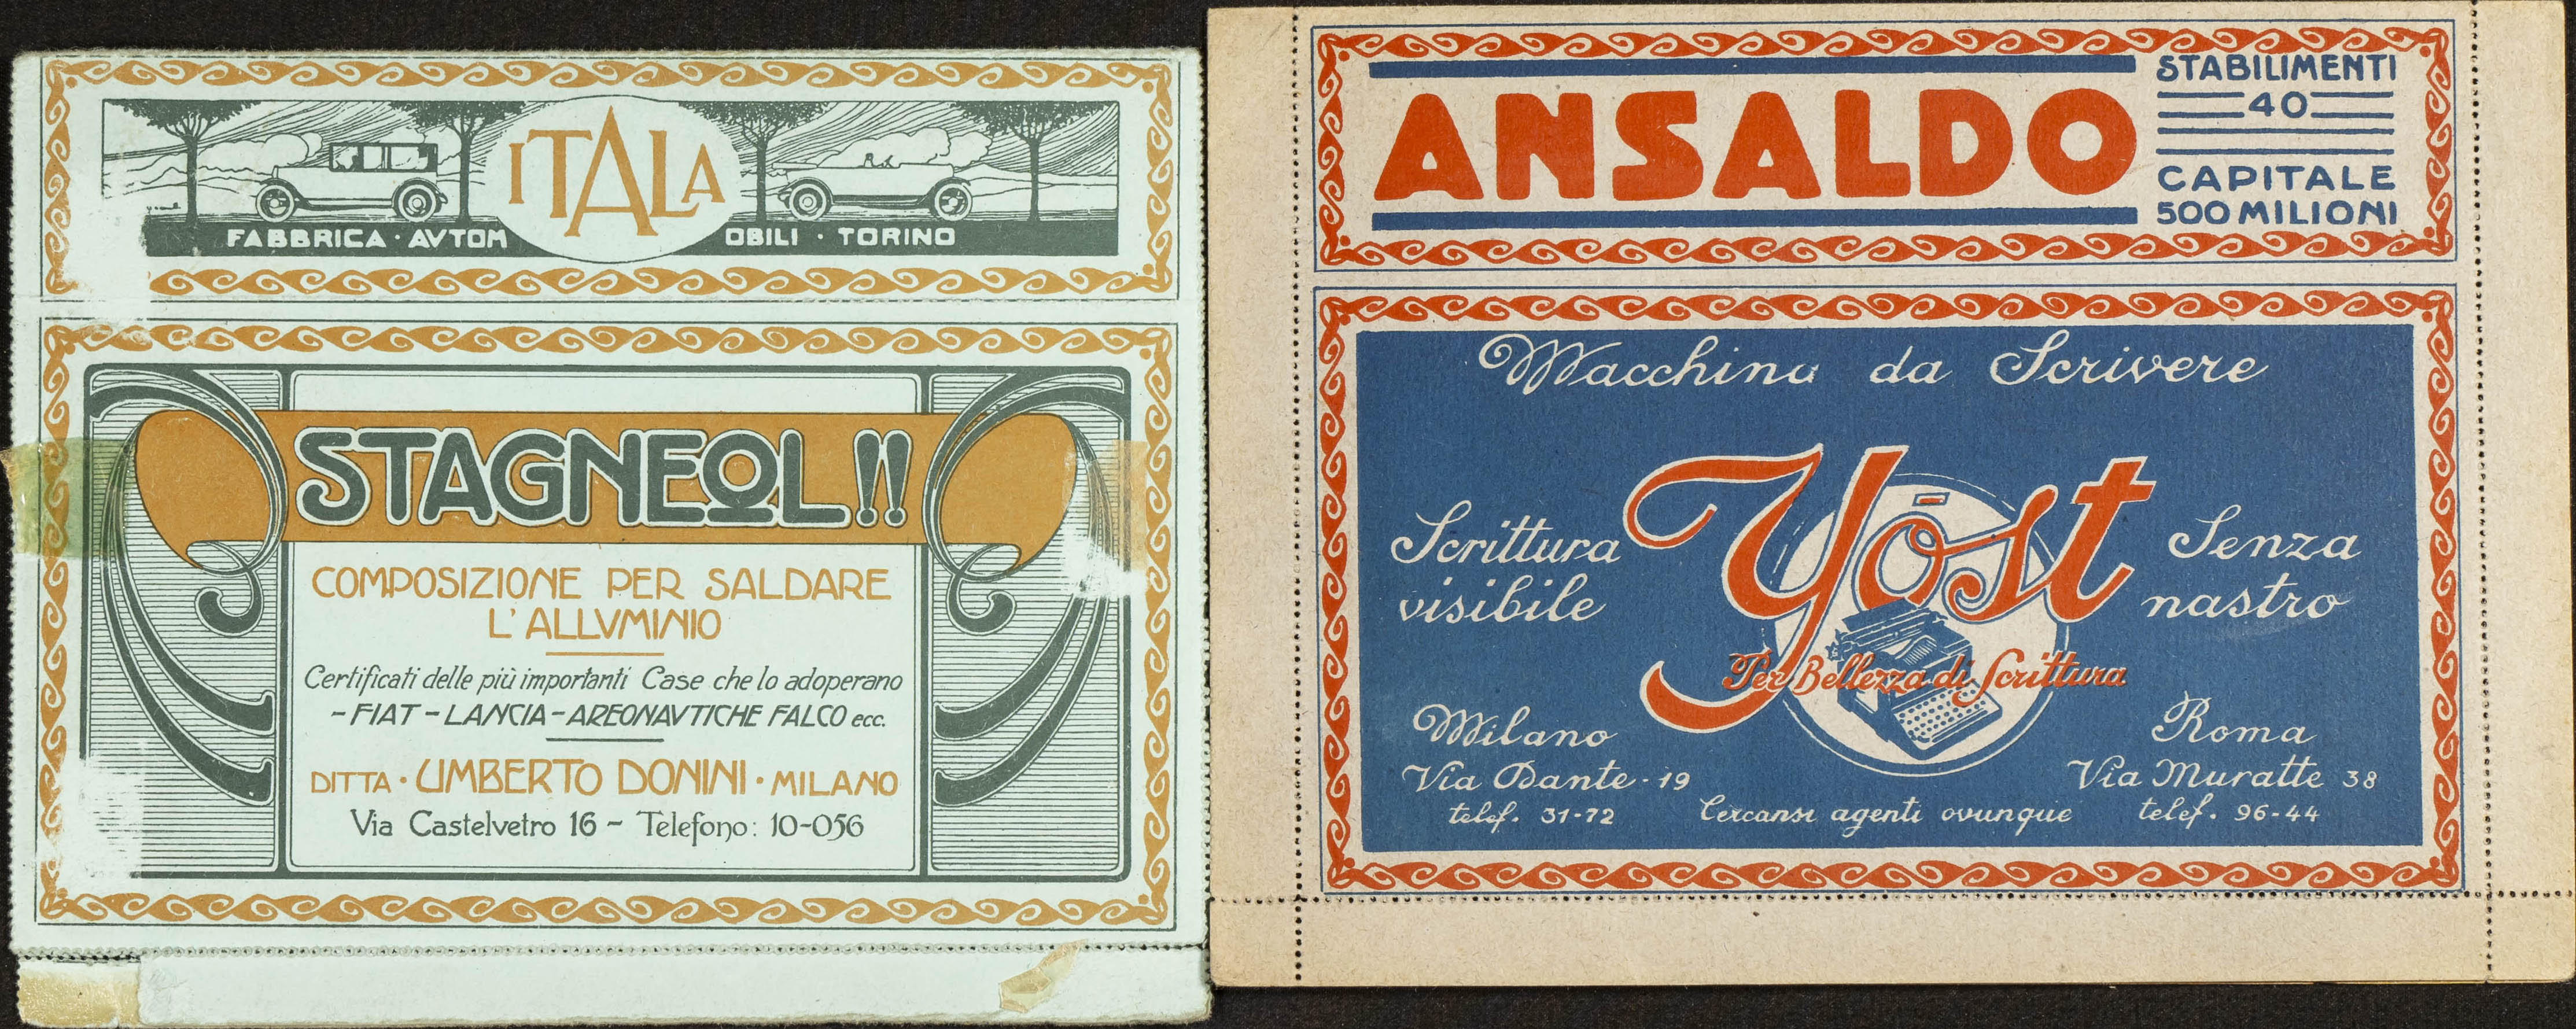 ITALA
FABBRICA · AVTOMOBILI · TORINO
STAGNEOL!!
COMPOSIZIONE PER SALDARE
L'ALLVMINIO
Certificati delle più importanti Case che lo adoperano
- FIAT - LANCIA - AREONAVTICHE FALCO ecc.
DITTA · UMBERTO DONINI · MILANO
Via Castelvetro 16 - Telefono: 10-056
ANSALDO
STABILIMENTI
40
CAPITALE
500 MILIONI
Macchina da Scrivere
Yost
Scrittura
visibile
Senza
nastro
Per Bellezza di Scrittura
Milano
Via Dante - 19
telef. 31-72
Cercansi agenti ovunque
Roma
Via Muratte 38
telef. 96-44